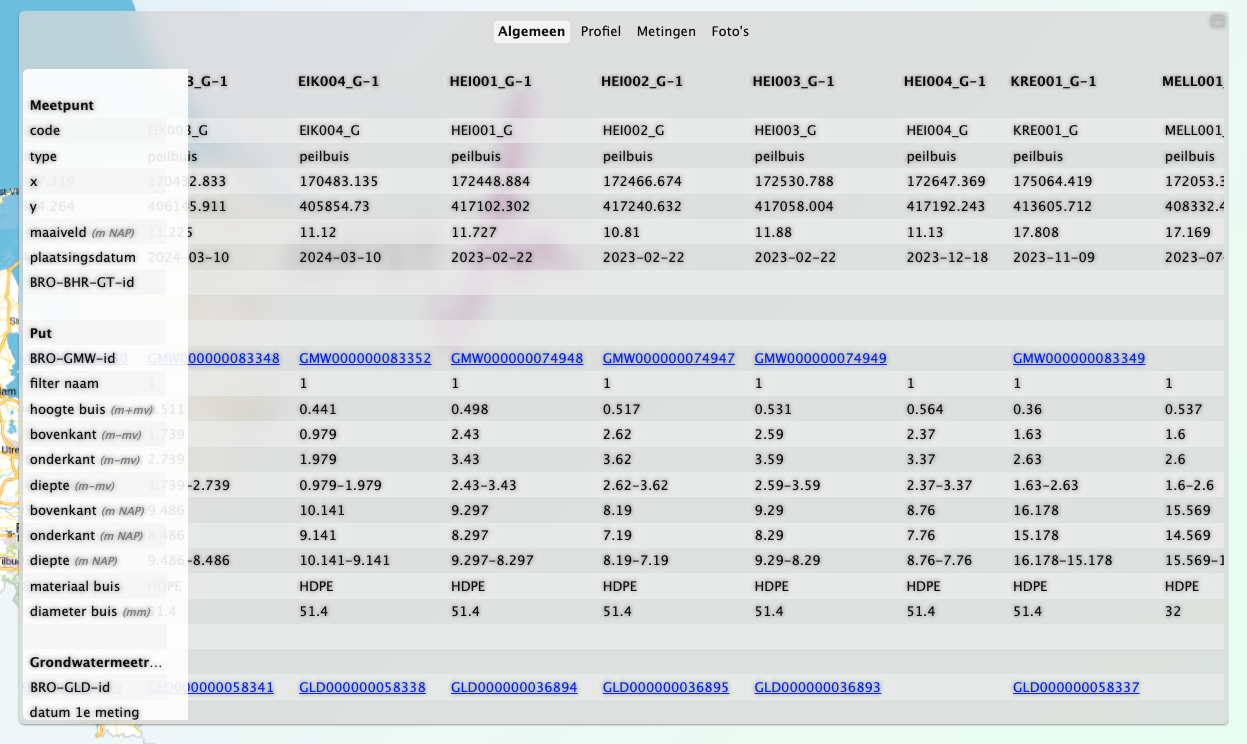 Algemeen Profiel Metingen Foto's
3_G-1 EIK004_G-1 HEI001_G-1 HEI002_G-1 HEI003_G-1 HEI004_G-1 KRE001_G-1 MELL001
Meetpunt
code EIK003_G EIK004_G HEI001_G HEI002_G HEI003_G HEI004_G KRE001_G MELL001_
type peilbuis peilbuis peilbuis peilbuis peilbuis peilbuis peilbuis peilbuis
x 170432.833 170483.135 172448.884 172466.674 172530.788 172647.369 175064.419 172053.3
y 406145.911 405854.73 417102.302 417240.632 417058.004 417192.243 413605.712 408332.4
maaiveld (m NAP) 11.225 11.12 11.727 10.81 11.88 11.13 17.808 17.169
plaatsingsdatum 2024-03-10 2024-03-10 2023-02-22 2023-02-22 2023-02-22 2023-12-18 2023-11-09 2023-07
BRO-BHR-GT-id
Put
BRO-GMW-id GMW000000083348 GMW000000083352 GMW000000074948 GMW000000074947 GMW000000074949 GMW000000083349
filter naam 1 1 1 1 1 1 1 1
hoogte buis (m+mv) 0.511 0.441 0.498 0.517 0.531 0.564 0.36 0.537
bovenkant (m-mv) 1.739 0.979 2.43 2.62 2.59 2.37 1.63 1.6
onderkant (m-mv) 2.739 1.979 3.43 3.62 3.59 3.37 2.63 2.6
diepte (m-mv) 1.739-2.739 0.979-1.979 2.43-3.43 2.62-3.62 2.59-3.59 2.37-3.37 1.63-2.63 1.6-2.6
bovenkant (m NAP) 9.486 10.141 9.297 8.19 9.29 8.76 16.178 15.569
onderkant (m NAP) 8.486 9.141 8.297 7.19 8.29 7.76 15.178 14.569
diepte (m NAP) 9.486-8.486 10.141-9.141 9.297-8.297 8.19-7.19 9.29-8.29 8.76-7.76 16.178-15.178 15.569-1
materiaal buis HDPE HDPE HDPE HDPE HDPE HDPE HDPE HDPE
diameter buis (mm) 51.4 51.4 51.4 51.4 51.4 51.4 51.4 32
Grondwatermeetr...
BRO-GLD-id GLD000000058341 GLD000000058338 GLD000000036894 GLD000000036895 GLD000000036893 GLD000000058337
datum 1e meting